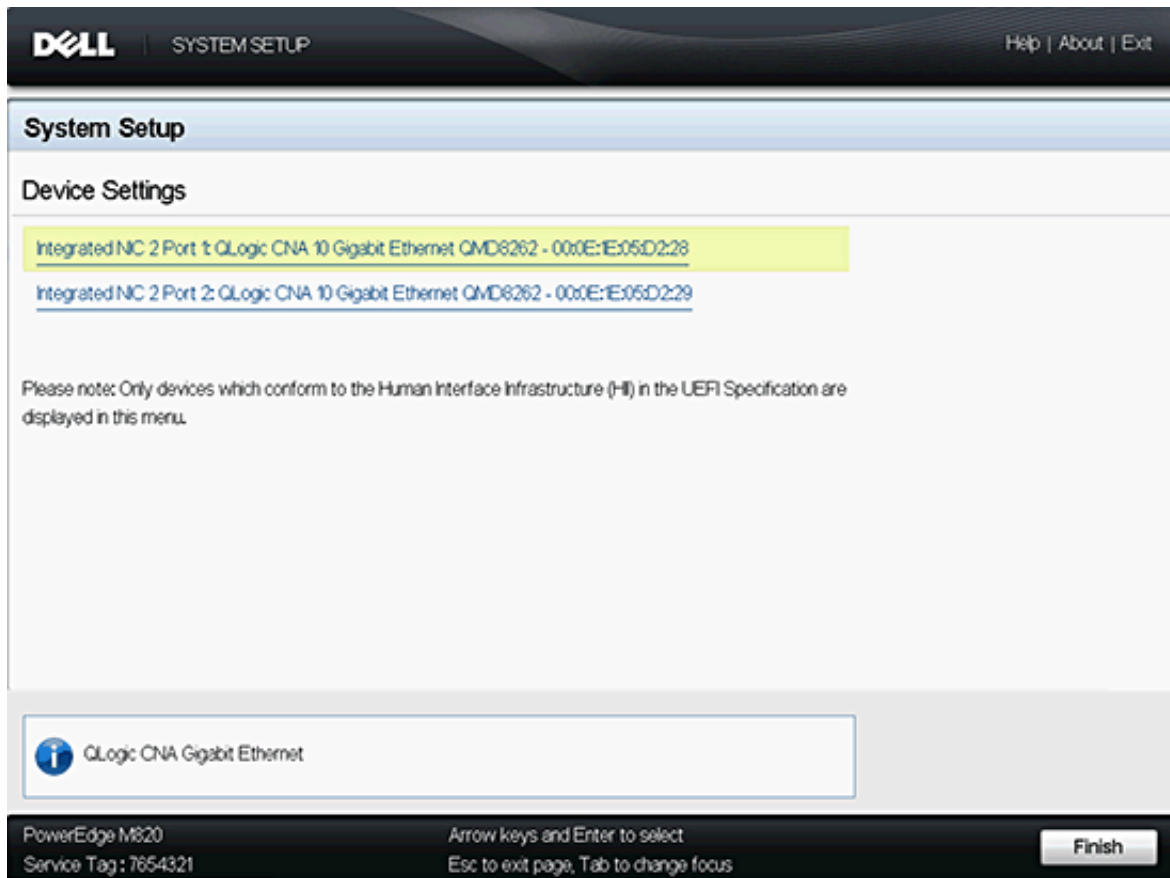 DELL SYSTEM SETUP Help | About | Exit
System Setup
Device Settings
Integrated NIC 2 Port 1: QLogic CNA 10 Gigabit Ethernet QMD8262 - 00:0E:1E:05:D2:28
Integrated NIC 2 Port 2: QLogic CNA 10 Gigabit Ethernet QMD8262 - 00:0E:1E:05:D2:29
Please note: Only devices which conform to the Human Interface Infrastructure (HII) in the UEFI Specification are
displayed in this menu.
QLogic CNA Gigabit Ethernet
PowerEdge M820 Arrow keys and Enter to select
Service Tag : 7654321 Esc to exit page, Tab to change focus
Finish